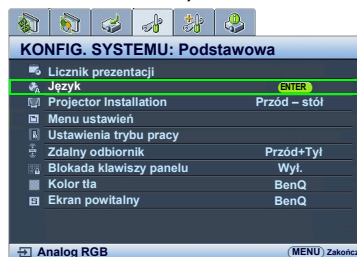 KONFIG. SYSTEMU: Podstawowa
Licznik prezentacji
Język ENTER
Projector Installation Przód – stół
Menu ustawień
Ustawienia trybu pracy
Zdalny odbiornik Przód+Tył
Blokada klawiszy panelu Wył.
Kolor tła BenQ
Ekran powitalny BenQ
Analog RGB MENU Zakończ